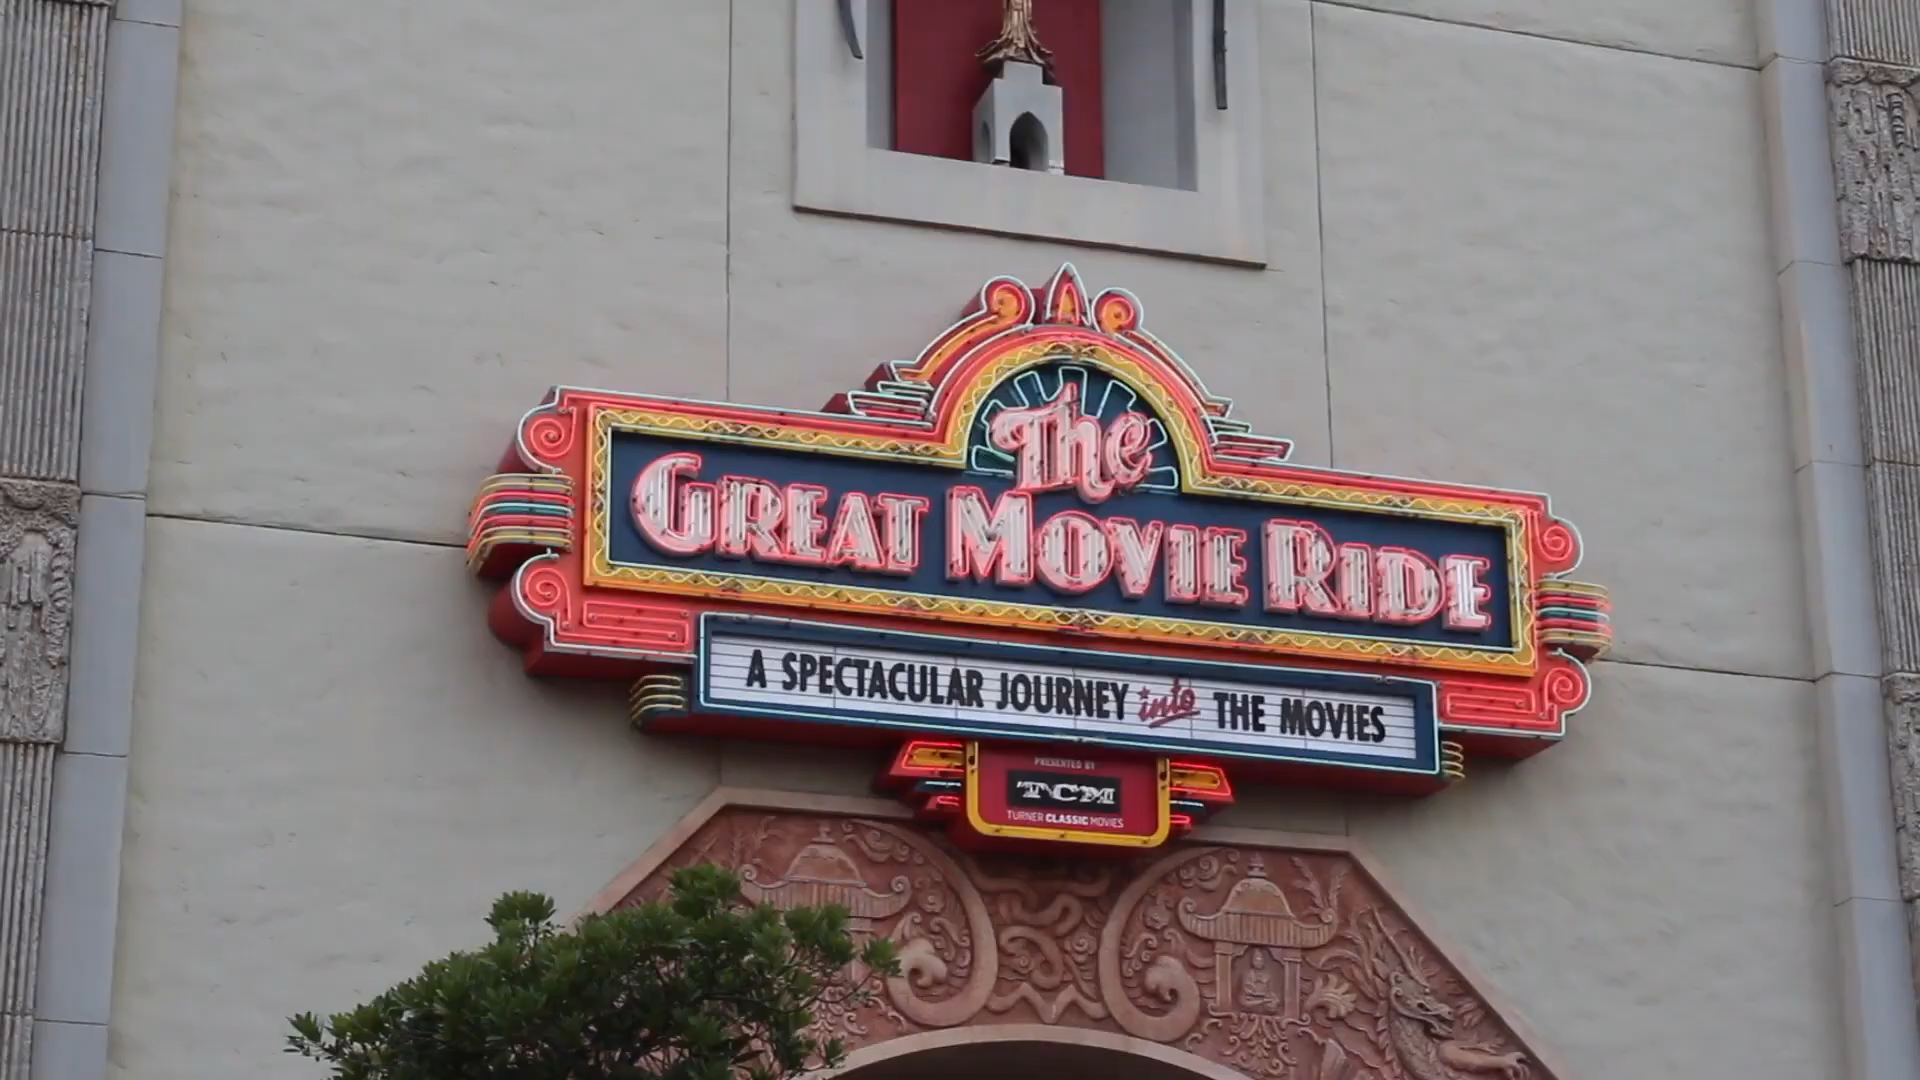 The
GREAT MOVIE RIDE
A SPECTACULAR JOURNEY into THE MOVIES
PRESENTED BY
TCM
TURNER CLASSIC MOVIES